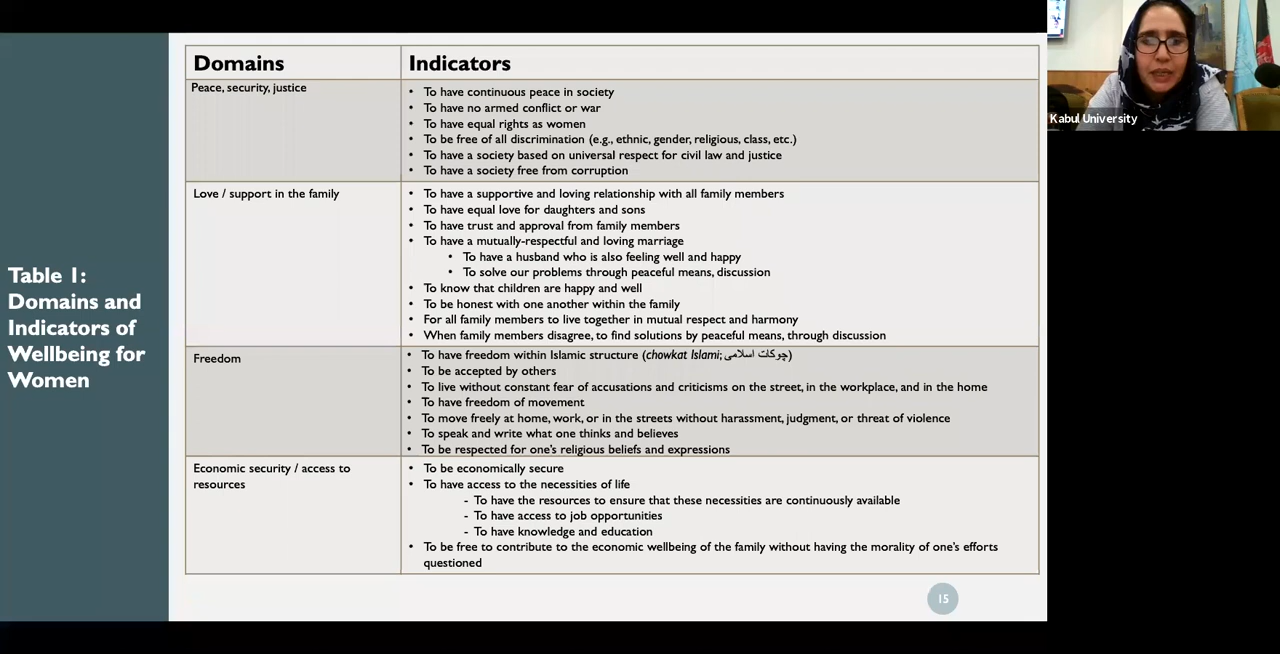 Table 1:
Domains and
Indicators of
Wellbeing for
Women
Domains
Indicators
Peace, security, justice
• To have continuous peace in society
• To have no armed conflict or war
• To have equal rights as women
• To be free of all discrimination (e.g., ethnic, gender, religious, class, etc.)
• To have a society based on universal respect for civil law and justice
• To have a society free from corruption
Love / support in the family
• To have a supportive and loving relationship with all family members
• To have equal love for daughters and sons
• To have trust and approval from family members
• To have a mutually-respectful and loving marriage
• To have a husband who is also feeling well and happy
• To solve our problems through peaceful means, discussion
• To know that children are happy and well
• To be honest with one another within the family
• For all family members to live together in mutual respect and harmony
• When family members disagree, to find solutions by peaceful means, through discussion
Freedom
• To have freedom within Islamic structure (chowkat Islami; چوکات اسلامی)
• To be accepted by others
• To live without constant fear of accusations and criticisms on the street, in the workplace, and in the home
• To have freedom of movement
• To move freely at home, work, or in the streets without harassment, judgment, or threat of violence
• To speak and write what one thinks and believes
• To be respected for one's religious beliefs and expressions
Economic security / access to
resources
• To be economically secure
• To have access to the necessities of life
- To have the resources to ensure that these necessities are continuously available
- To have access to job opportunities
- To have knowledge and education
• To be free to contribute to the economic wellbeing of the family without having the morality of one's efforts
questioned
15
Kabul University